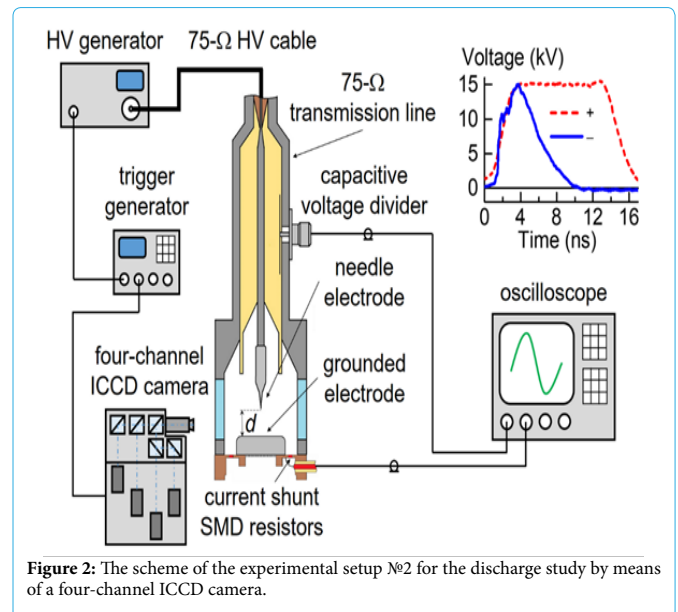 HV generator
75-Ω HV cable
75-Ω
transmission line
Voltage (kV)
15
10
5
0
+
–
0 4 8 12 16
Time (ns)
trigger
generator
capacitive
voltage divider
needle
electrode
oscilloscope
four-channel
ICCD camera
grounded
electrode
d
current shunt
SMD resistors
Figure 2: The scheme of the experimental setup №2 for the discharge study by means
of a four-channel ICCD camera.